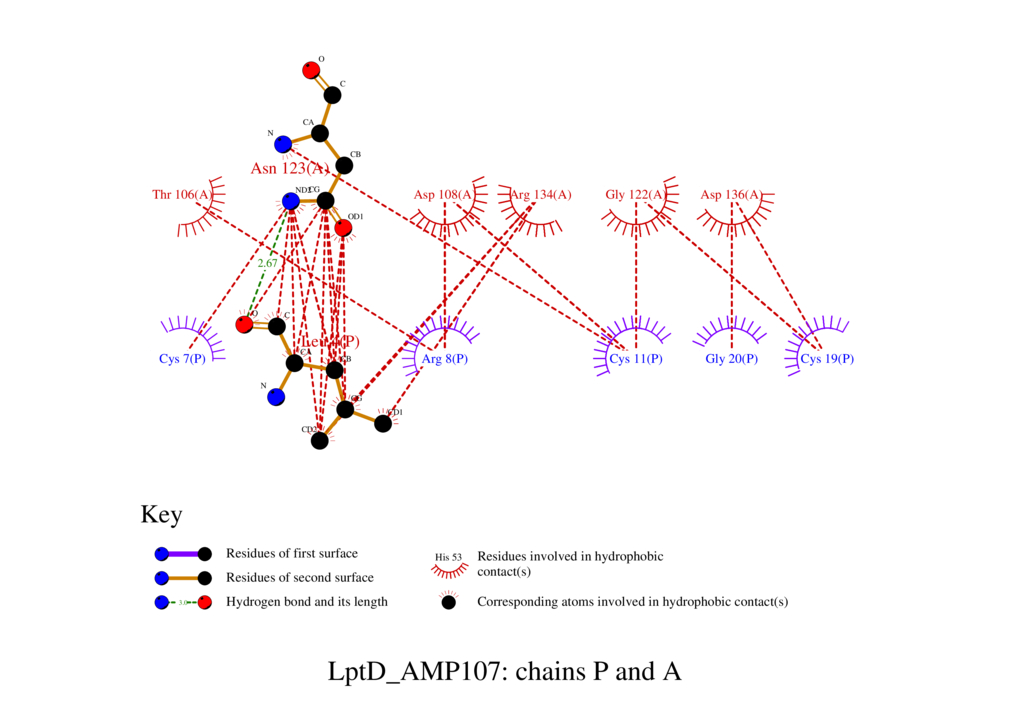 O
C
CA
N
CB
Asn 123(A)
ND2
CG
Thr 106(A)
Asp 108(A)
Arg 134(A)
Gly 122(A)
Asp 136(A)
OD1
2.67
O
C
(P)
CA
CB
Cys 7(P)
Arg 8(P)
Cys 11(P)
Gly 20(P)
Cys 19(P)
N
CG
CD1
CD2
Key
Residues of first surface
Residues of second surface
3.0
Hydrogen bond and its length
His 53
Residues involved in hydrophobic
contact(s)
Corresponding atoms involved in hydrophobic contact(s)
LptD_AMP107: chains P and A